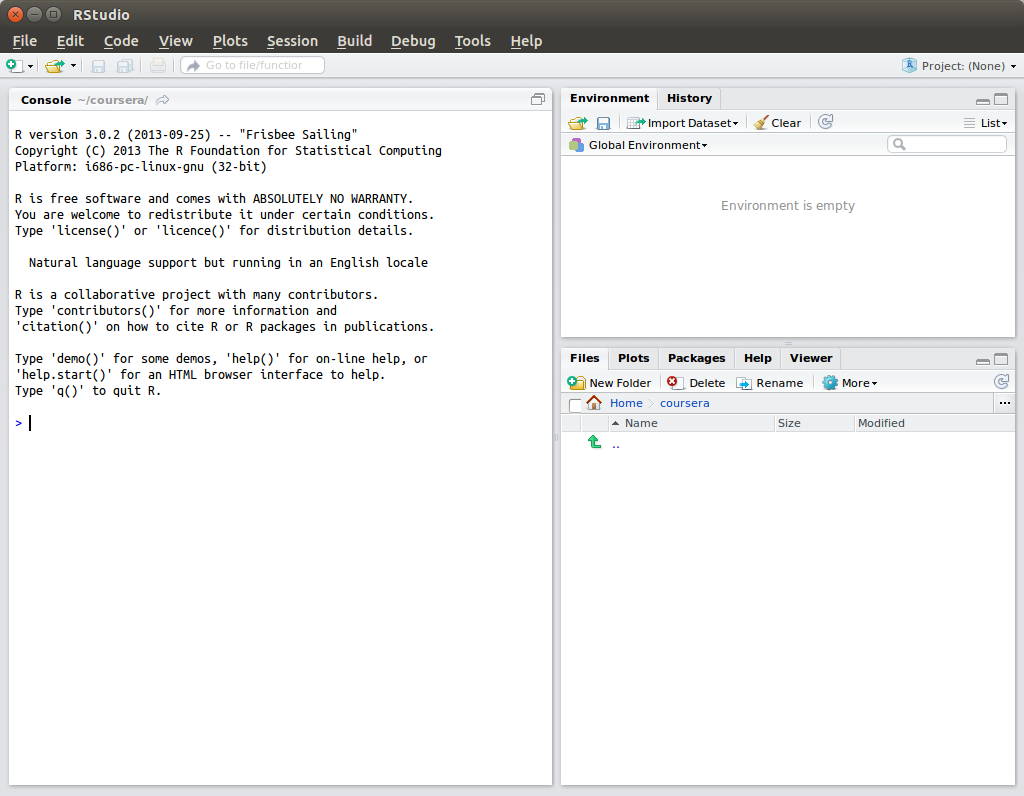 RStudio
File Edit Code View Plots Session Build Debug Tools Help
Go to file/function Project: (None)
Console ~/coursera/
R version 3.0.2 (2013-09-25) -- "Frisbee Sailing"
Copyright (C) 2013 The R Foundation for Statistical Computing
Platform: i686-pc-linux-gnu (32-bit)
R is free software and comes with ABSOLUTELY NO WARRANTY.
You are welcome to redistribute it under certain conditions.
Type 'license()' or 'licence()' for distribution details.
Natural language support but running in an English locale
R is a collaborative project with many contributors.
Type 'contributors()' for more information and
'citation()' on how to cite R or R packages in publications.
Type 'demo()' for some demos, 'help()' for on-line help, or
'help.start()' for an HTML browser interface to help.
Type 'q()' to quit R.
>
Environment History
Import Dataset Clear List
Global Environment
Environment is empty
Files Plots Packages Help Viewer
New Folder Delete Rename More
Home coursera ...
Name Size Modified
..